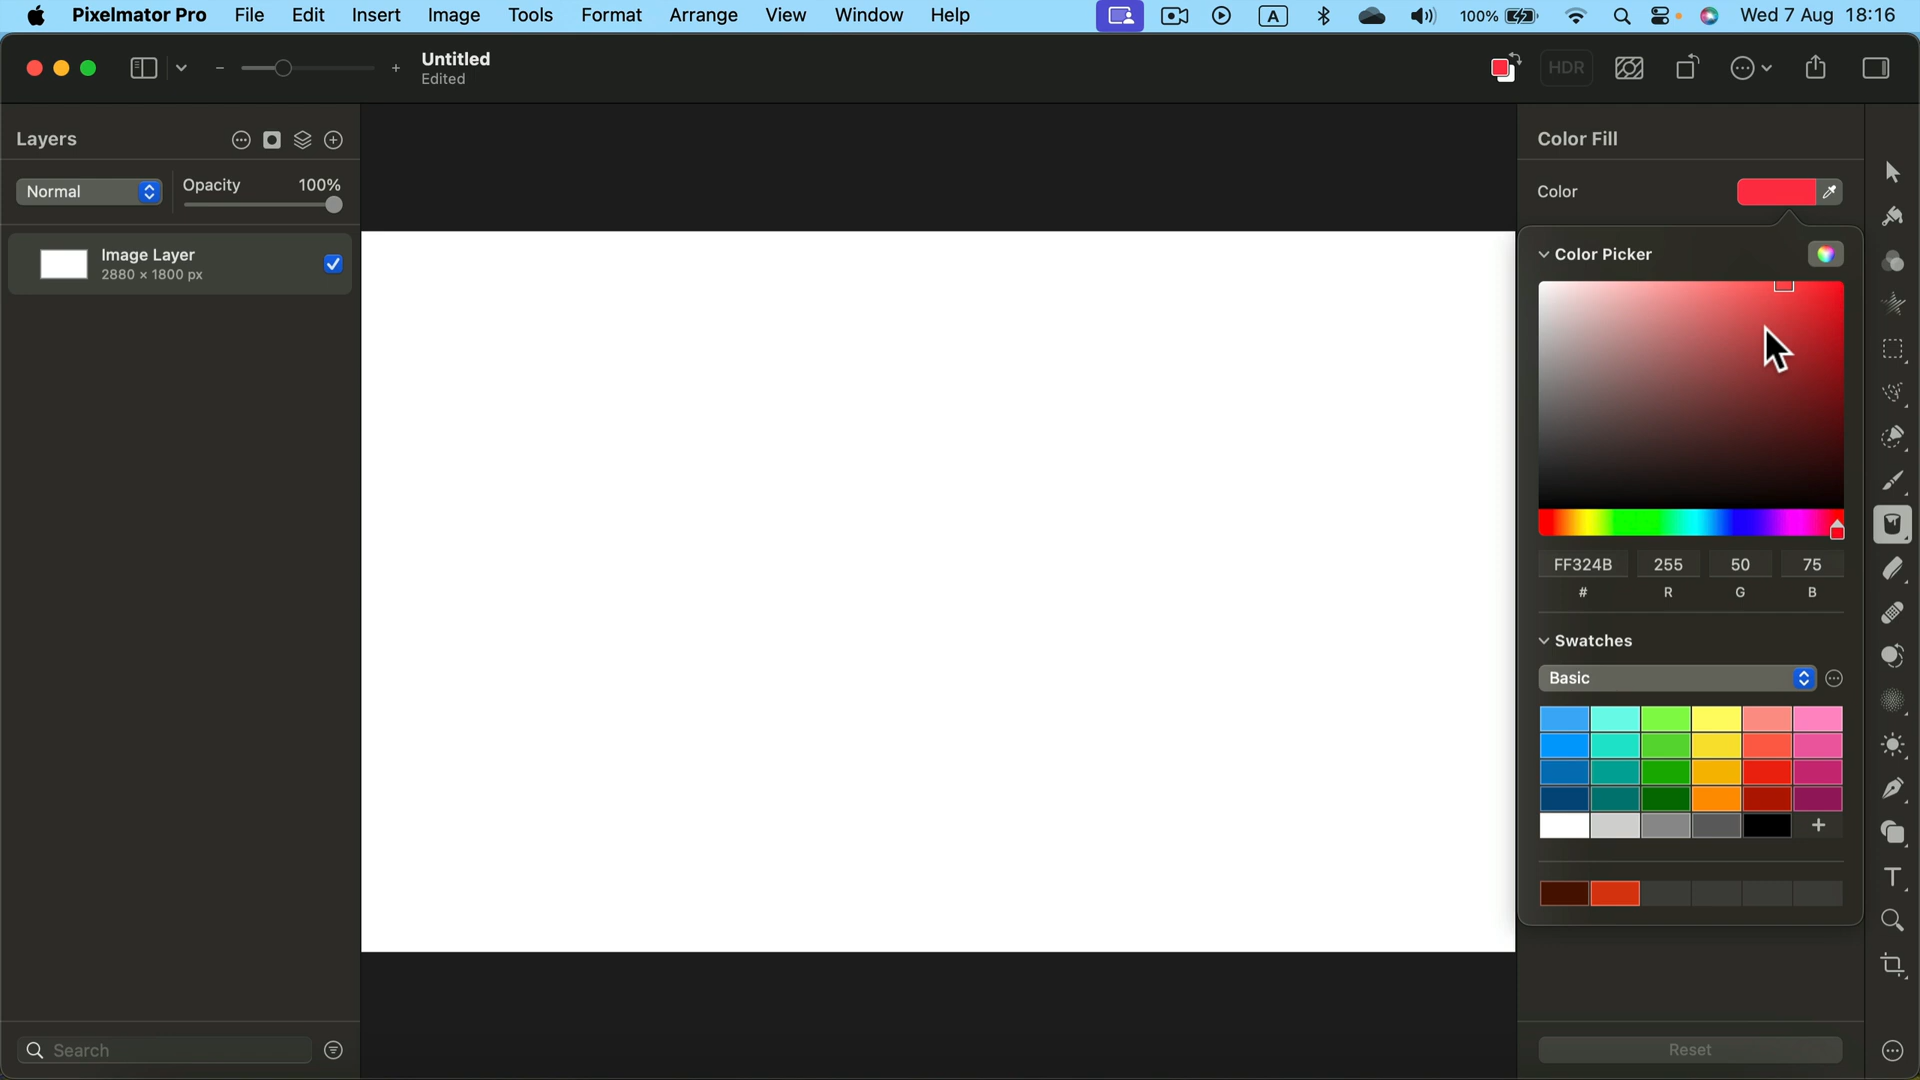 Pixelmator Pro File Edit Insert Image Tools Format Arrange View Window Help A 100% Wed 7 Aug 18:16
Untitled
Edited
HDR
Layers
Normal
Opacity 100%
Image Layer
2880 × 1800 px
Search
Color Fill
Color
Color Picker
FF324B 255 50 75
# R G B
Swatches
Basic
+
Reset
T